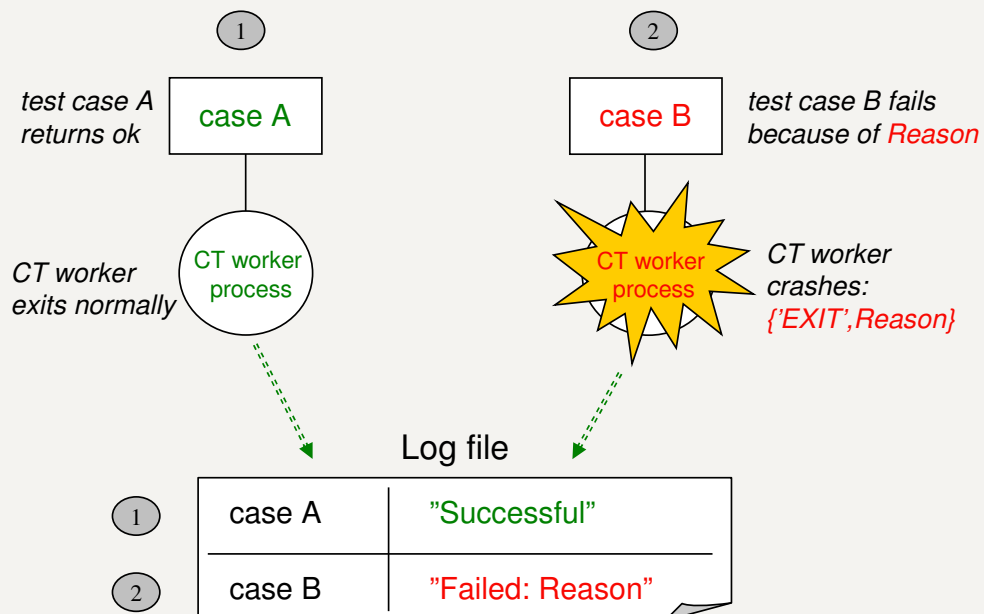 1
2
test case A
returns ok
case A
case B
test case B fails
because of Reason
CT worker
exits normally
CT worker
process
CT worker
process
CT worker
crashes:
{'EXIT',Reason}
Log file
1
case A
”Successful”
2
case B
”Failed: Reason”